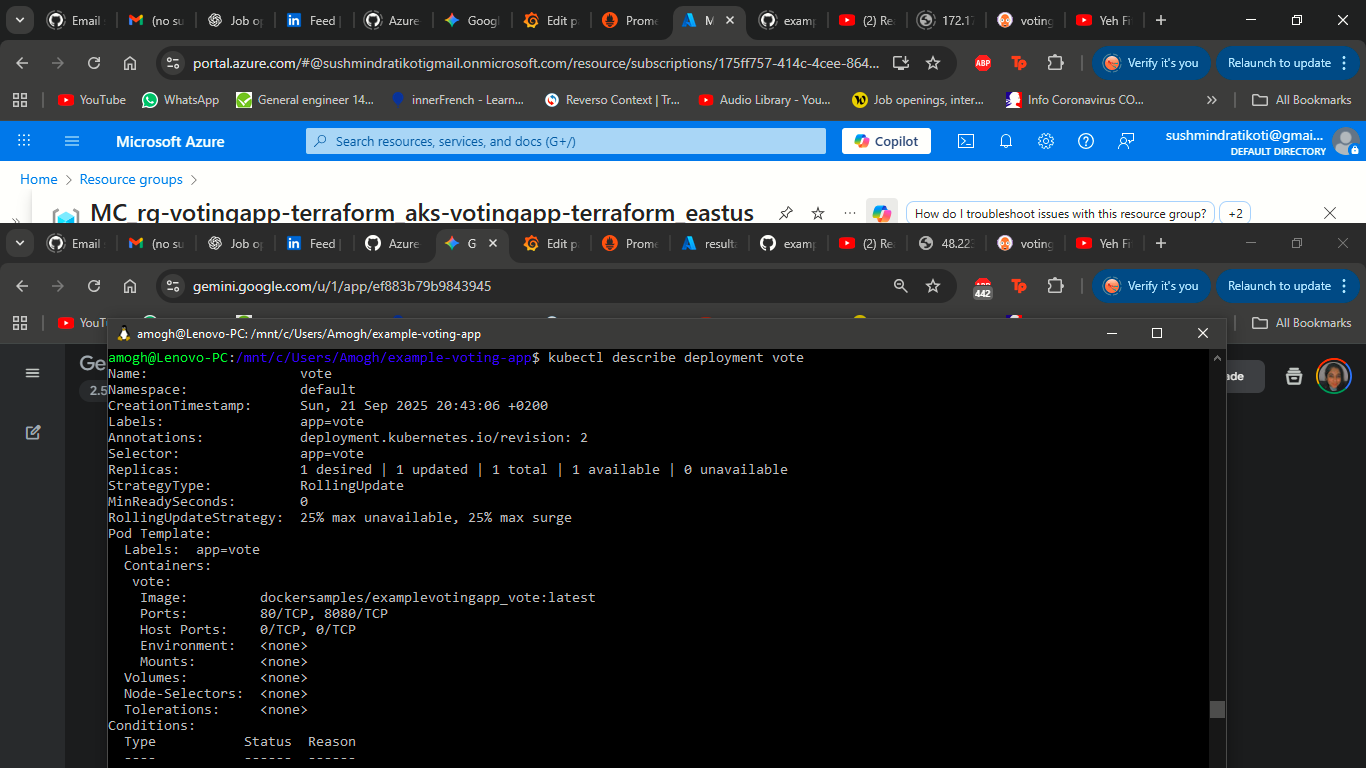 Email
(no su
Job op
Feed |
Azure
Googl
Edit p
Prome
M
examp
(2) Re
172.17
voting
Yeh Fi
portal.azure.com/#@sushmindratikotigmail.onmicrosoft.com/resource/subscriptions/175ff757-414c-4cee-864...
ABP
Tp
Verify it's you
Relaunch to update
YouTube
WhatsApp
General engineer 14...
innerFrench - Learn...
Reverso Context | Tr...
Audio Library - You...
Job openings, inter...
Info Coronavirus CO...
All Bookmarks
Microsoft Azure
Search resources, services, and docs (G+/)
Copilot
sushmindratikoti@gmai...
DEFAULT DIRECTORY
Home
Resource groups
MC_rg-votingapp-terraform_aks-votingapp-terraform_eastus
How do I troubleshoot issues with this resource group?
+2
Email
(no su
Job op
Feed |
Azure
G
Edit p
Prome
resulta
examp
(2) Re
48.223
voting
Yeh Fi
gemini.google.com/u/1/app/ef883b79b9843945
442
Tp
Verify it's you
Relaunch to update
YouTu
All Bookmarks
amogh@Lenovo-PC: /mnt/c/Users/Amogh/example-voting-app
Ge
2.5
ade
amogh@Lenovo-PC:/mnt/c/Users/Amogh/example-voting-app$ kubectl describe deployment vote
Name: vote
Namespace: default
CreationTimestamp: Sun, 21 Sep 2025 20:43:06 +0200
Labels: app=vote
Annotations: deployment.kubernetes.io/revision: 2
Selector: app=vote
Replicas: 1 desired | 1 updated | 1 total | 1 available | 0 unavailable
StrategyType: RollingUpdate
MinReadySeconds: 0
RollingUpdateStrategy: 25% max unavailable, 25% max surge
Pod Template:
Labels: app=vote
Containers:
vote:
Image: dockersamples/examplevotingapp_vote:latest
Ports: 80/TCP, 8080/TCP
Host Ports: 0/TCP, 0/TCP
Environment: <none>
Mounts: <none>
Volumes: <none>
Node-Selectors: <none>
Tolerations: <none>
Conditions:
Type Status Reason
---- ------ ------